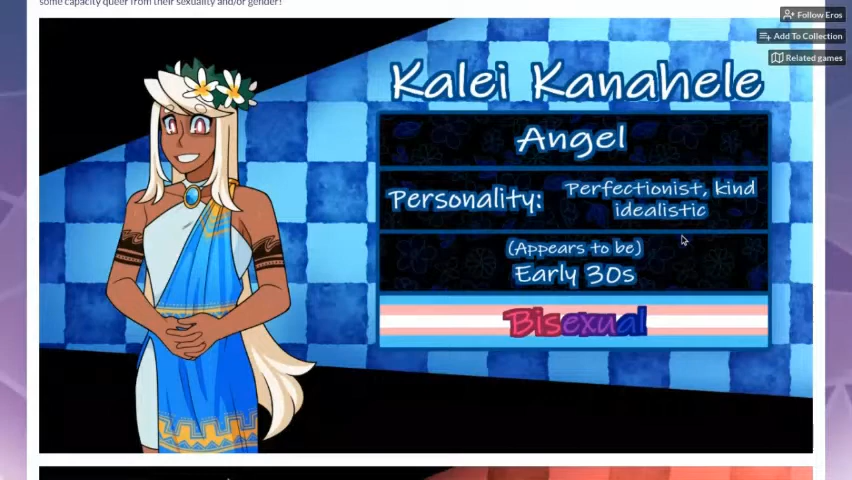 some capacity queer from their sexuality and/or gender!
Follow Eros
Add To Collection
Related games
Kalei Kanahele
Angel
Personality: Perfectionist, kind
idealistic
(Appears to be)
Early 30s
Bisexual